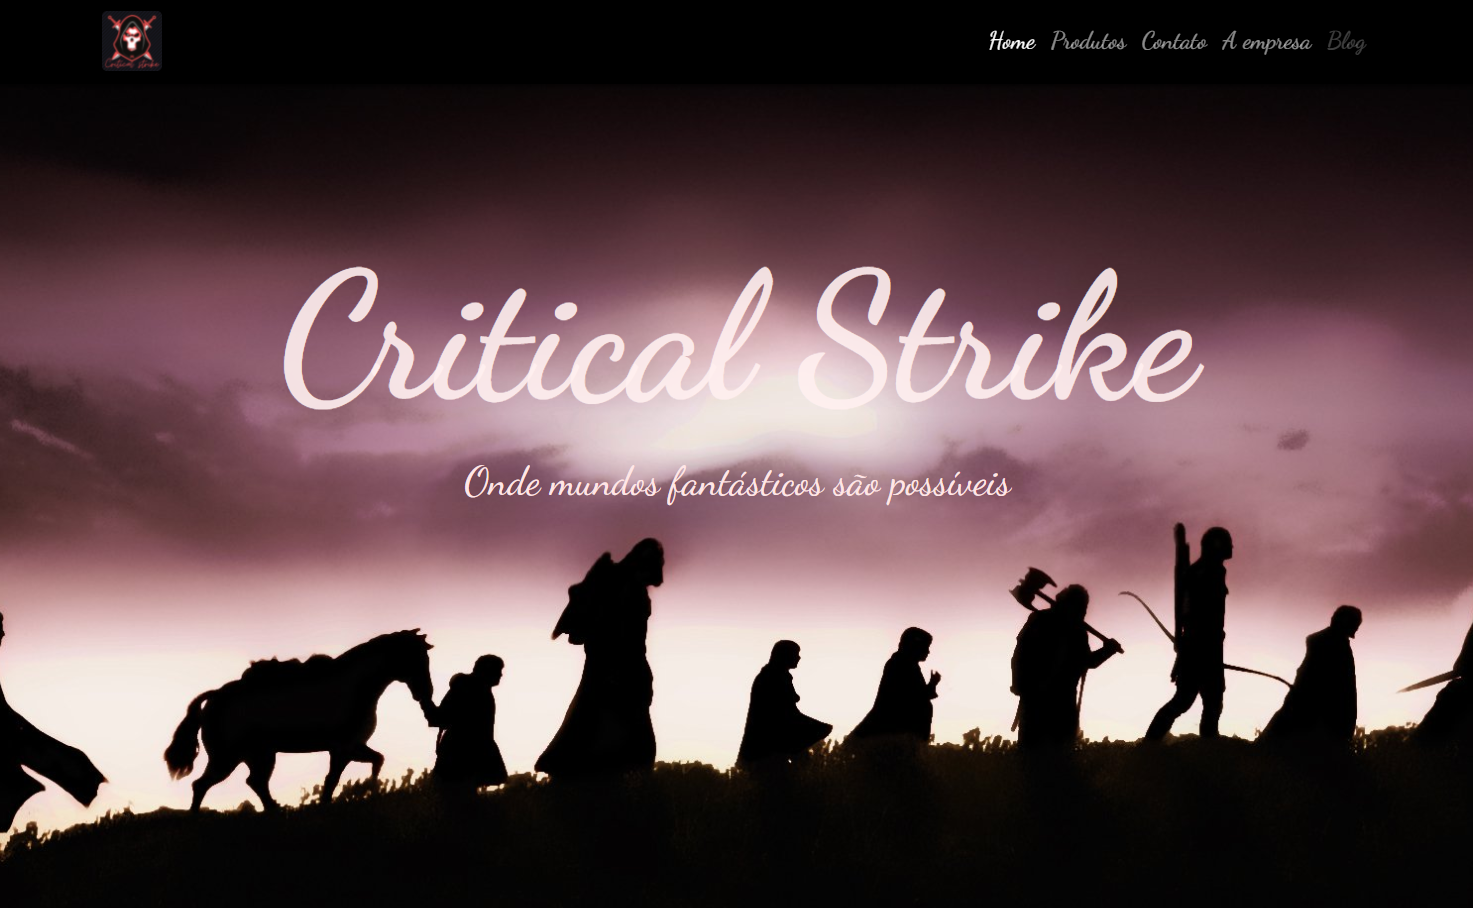 Critical Strike
Home Produtos Contato A empresa Blog
Critical Strike
Onde mundos fantásticos são possíveis